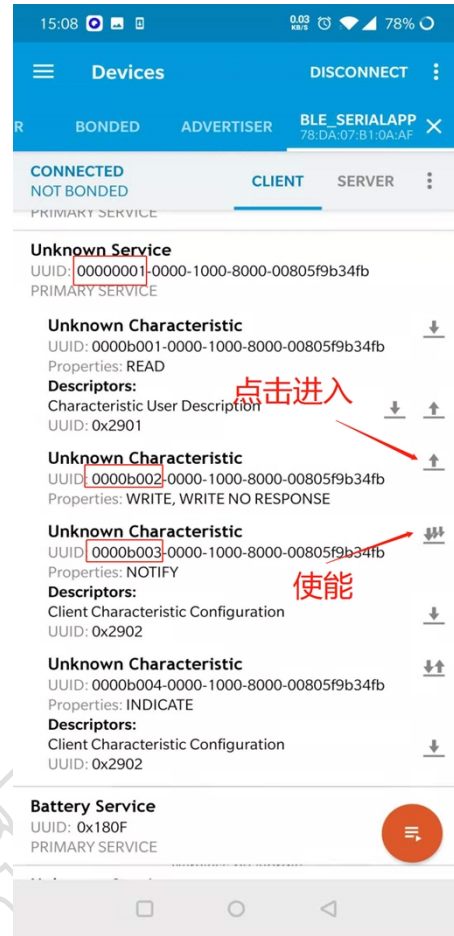 15:08
0.03 KB/s
78%
Devices
DISCONNECT
R
BONDED
ADVERTISER
BLE_SERIALAPP
78:DA:07:B1:0A:AF
CONNECTED
NOT BONDED
CLIENT
SERVER
PRIMARY SERVICE
Unknown Service
UUID: 00000001-0000-1000-8000-00805f9b34fb
PRIMARY SERVICE
Unknown Characteristic
UUID: 0000b001-0000-1000-8000-00805f9b34fb
Properties: READ
Descriptors:
点击进入
Characteristic User Description
UUID: 0x2901
Unknown Characteristic
UUID: 0000b002-0000-1000-8000-00805f9b34fb
Properties: WRITE, WRITE NO RESPONSE
Unknown Characteristic
UUID: 0000b003-0000-1000-8000-00805f9b34fb
Properties: NOTIFY
使能
Descriptors:
Client Characteristic Configuration
UUID: 0x2902
Unknown Characteristic
UUID: 0000b004-0000-1000-8000-00805f9b34fb
Properties: INDICATE
Descriptors:
Client Characteristic Configuration
UUID: 0x2902
Battery Service
UUID: 0x180F
PRIMARY SERVICE